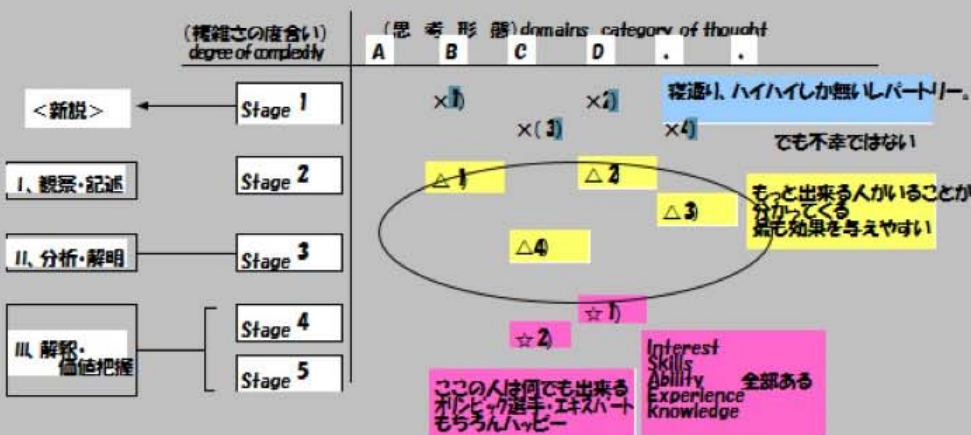 (複雑さの度合い)
degree of complexity
(思 考 形 態)domains category of thought
A B C D . .
<新説>
Stage 1
×1) ×2)
×(3) ×4)
寝返り、ハイハイしか無いレパートリー。
でも不幸ではない
I、観察・記述
Stage 2
△1) △2)
△3)
△4)
もっと出来る人がいることが
分かってくる
最も効果を与えやすい
II、分析・解明
Stage 3
III、解釈・
価値把握
Stage 4
Stage 5
☆1)
☆2)
ここの人は何でも出来る
オリンピック選手・エキスパート
もちろんハッピー
Interest
Skills
Ability 全部ある
Experience
Knowledge